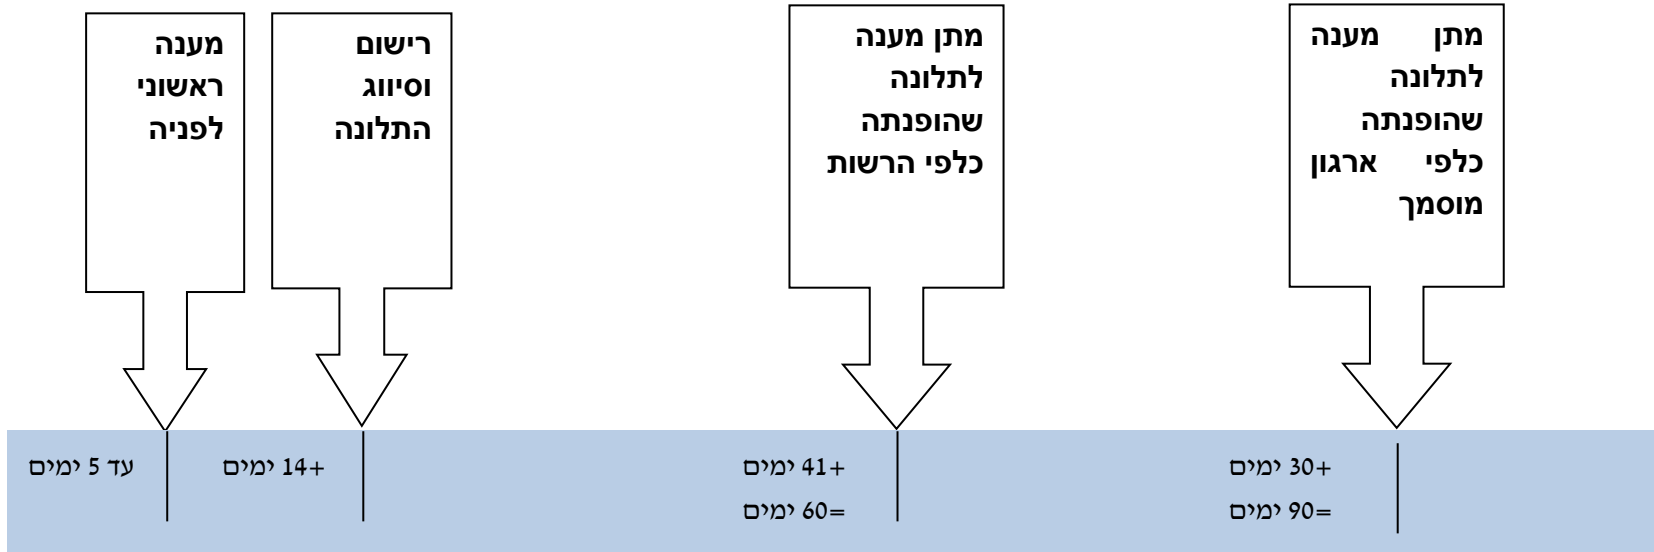 מענה
ראשוני
לפניה
רישום
וסיווג
התלונה
מתן מענה
לתלונה
שהופנתה
כלפי הרשות
מתן מענה
לתלונה
שהופנתה
כלפי ארגון
מוסמך
עד 5 ימים
+14 ימים
+41 ימים
=60 ימים
+30 ימים
=90 ימים